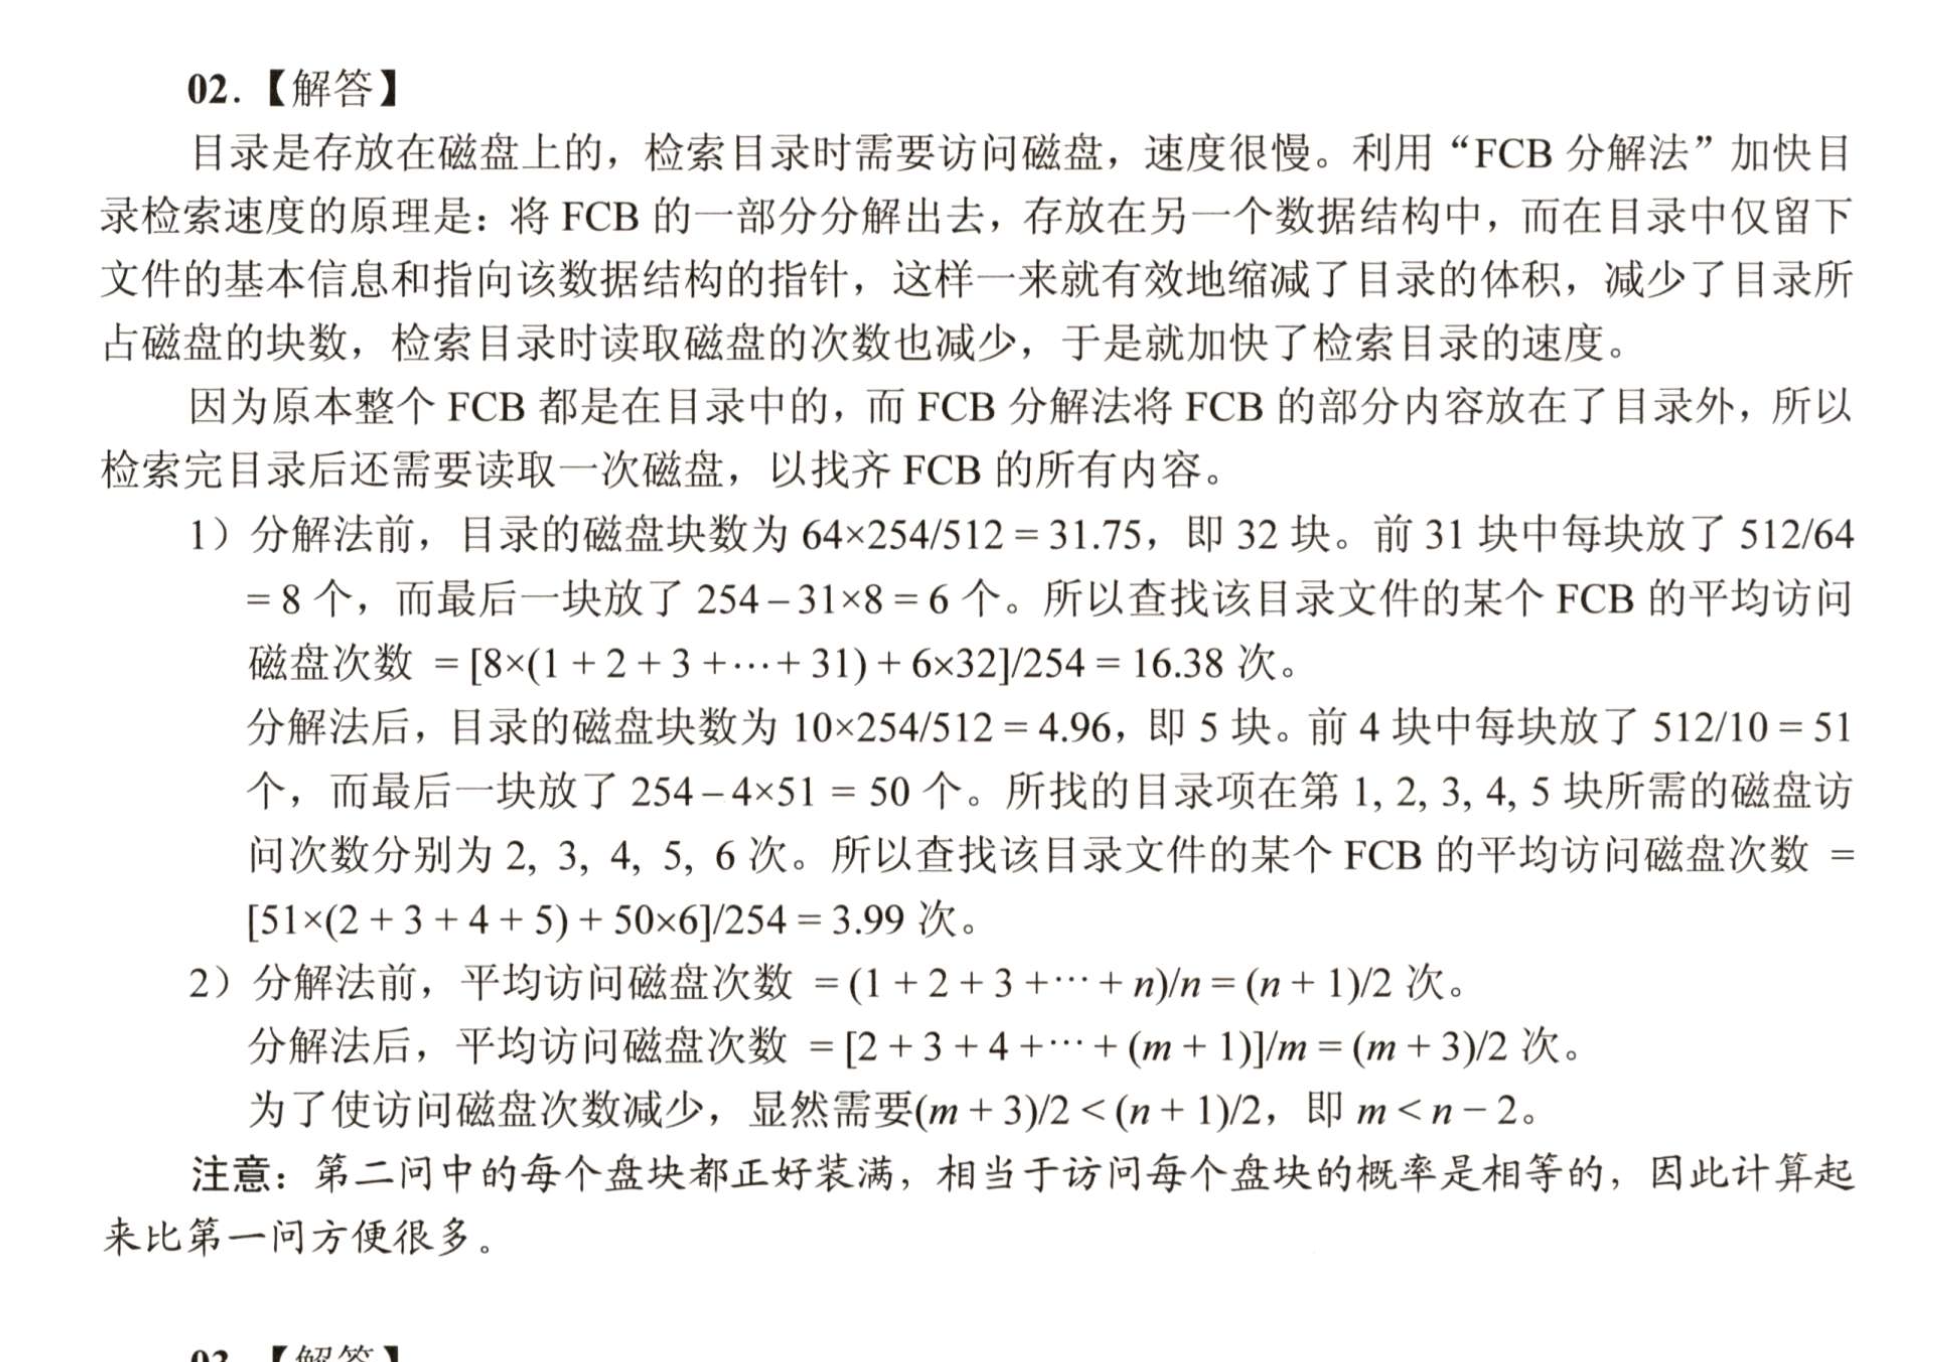 02.【解答】
目录是存放在磁盘上的，检索目录时需要访问磁盘，速度很慢。利用“FCB 分解法”加快目
录检索速度的原理是：将 FCB 的一部分分解出去，存放在另一个数据结构中，而在目录中仅留下
文件的基本信息和指向该数据结构的指针，这样一来就有效地缩减了目录的体积，减少了目录所
占磁盘的块数，检索目录时读取磁盘的次数也减少，于是就加快了检索目录的速度。
因为原本整个 FCB 都是在目录中的，而 FCB 分解法将 FCB 的部分内容放在了目录外，所以
检索完目录后还需要读取一次磁盘，以找齐 FCB 的所有内容。
1）分解法前，目录的磁盘块数为 64×254/512 = 31.75，即 32 块。前 31 块中每块放了 512/64
= 8 个，而最后一块放了 254 – 31×8 = 6 个。所以查找该目录文件的某个 FCB 的平均访问
磁盘次数 = [8×(1 + 2 + 3 +⋯+ 31) + 6×32]/254 = 16.38 次。
分解法后，目录的磁盘块数为 10×254/512 = 4.96，即 5 块。前 4 块中每块放了 512/10 = 51
个，而最后一块放了 254 – 4×51 = 50 个。所找的目录项在第 1, 2, 3, 4, 5 块所需的磁盘访
问次数分别为 2, 3, 4, 5, 6 次。所以查找该目录文件的某个 FCB 的平均访问磁盘次数 =
[51×(2 + 3 + 4 + 5) + 50×6]/254 = 3.99 次。
2）分解法前，平均访问磁盘次数 = (1 + 2 + 3 +⋯ + n)/n = (n + 1)/2 次。
分解法后，平均访问磁盘次数 = [2 + 3 + 4 +⋯ + (m + 1)]/m = (m + 3)/2 次。
为了使访问磁盘次数减少，显然需要(m + 3)/2 < (n + 1)/2，即 m < n – 2。
注意：第二问中的每个盘块都正好装满，相当于访问每个盘块的概率是相等的，因此计算起
来比第一问方便很多。
03.【解答】